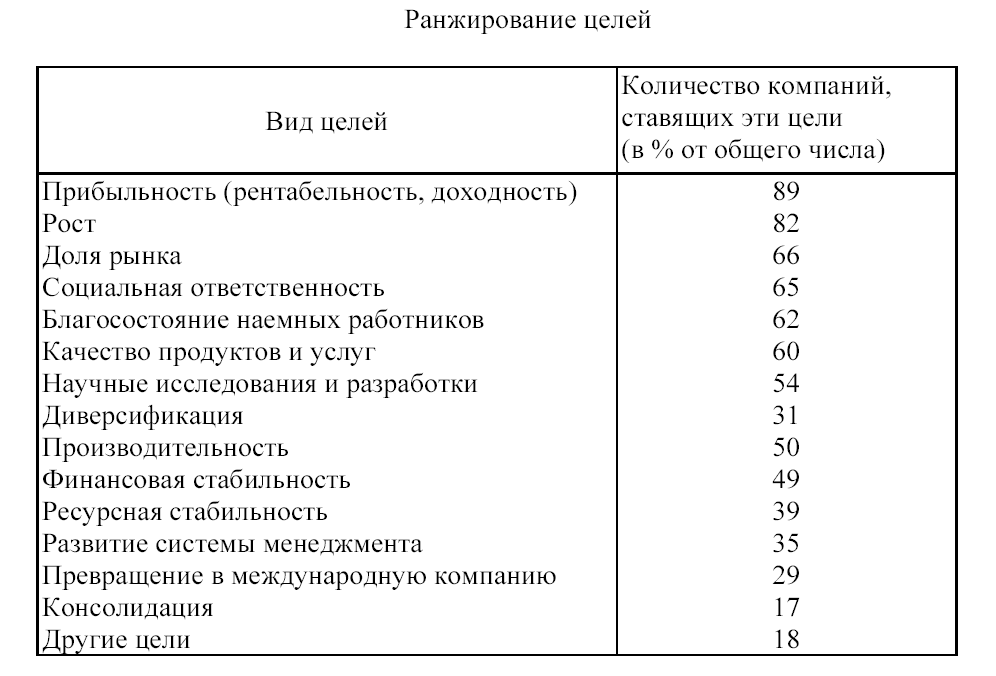 Ранжирование целей
Вид целей
Количество компаний,
ставящих эти цели
(в % от общего числа)
Прибыльность (рентабельность, доходность) 89
Рост 82
Доля рынка 66
Социальная ответственность 65
Благосостояние наемных работников 62
Качество продуктов и услуг 60
Научные исследования и разработки 54
Диверсификация 31
Производительность 50
Финансовая стабильность 49
Ресурсная стабильность 39
Развитие системы менеджмента 35
Превращение в международную компанию 29
Консолидация 17
Другие цели 18